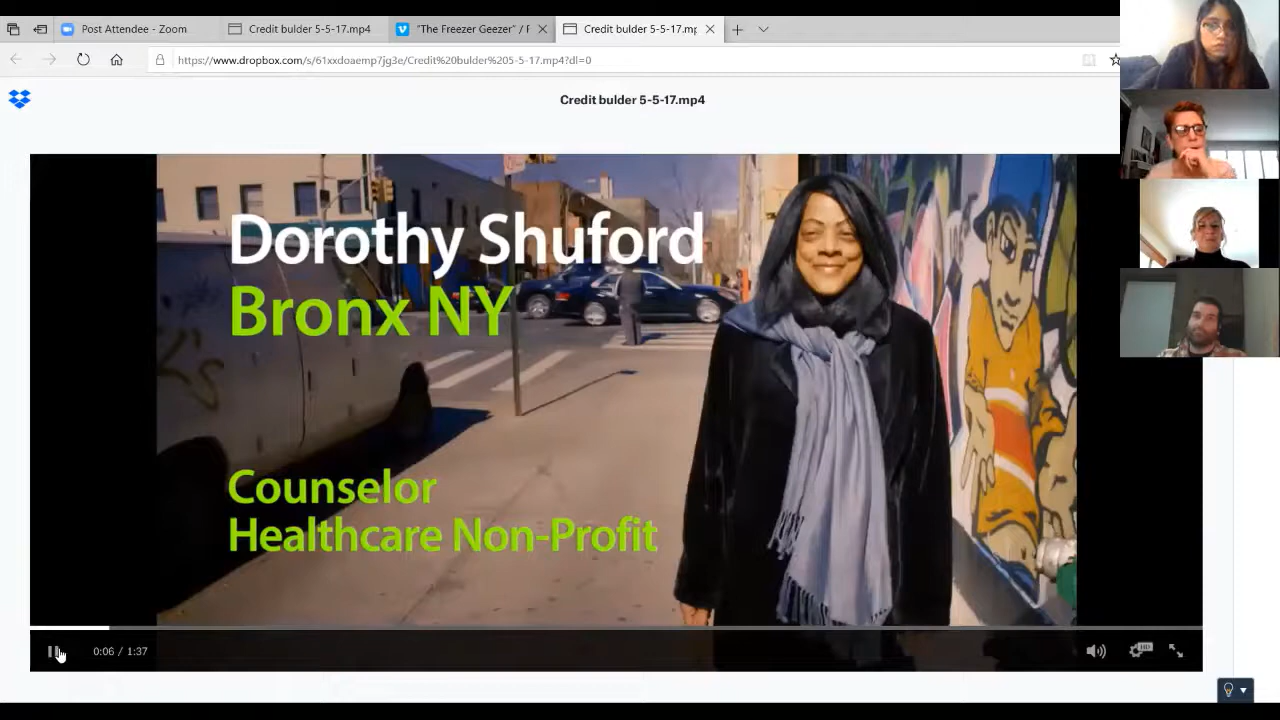 Post Attendee - Zoom
Credit bulder 5-5-17.mp4
"The Freezer Geezer" / F
Credit bulder 5-5-17.mp
https://www.dropbox.com/s/61xxdoaemp7jg3e/Credit%20bulder%205-5-17.mp4?dl=0
Credit bulder 5-5-17.mp4
Dorothy Shuford
Bronx NY
Counselor
Healthcare Non-Profit
0:06 / 1:37
HD